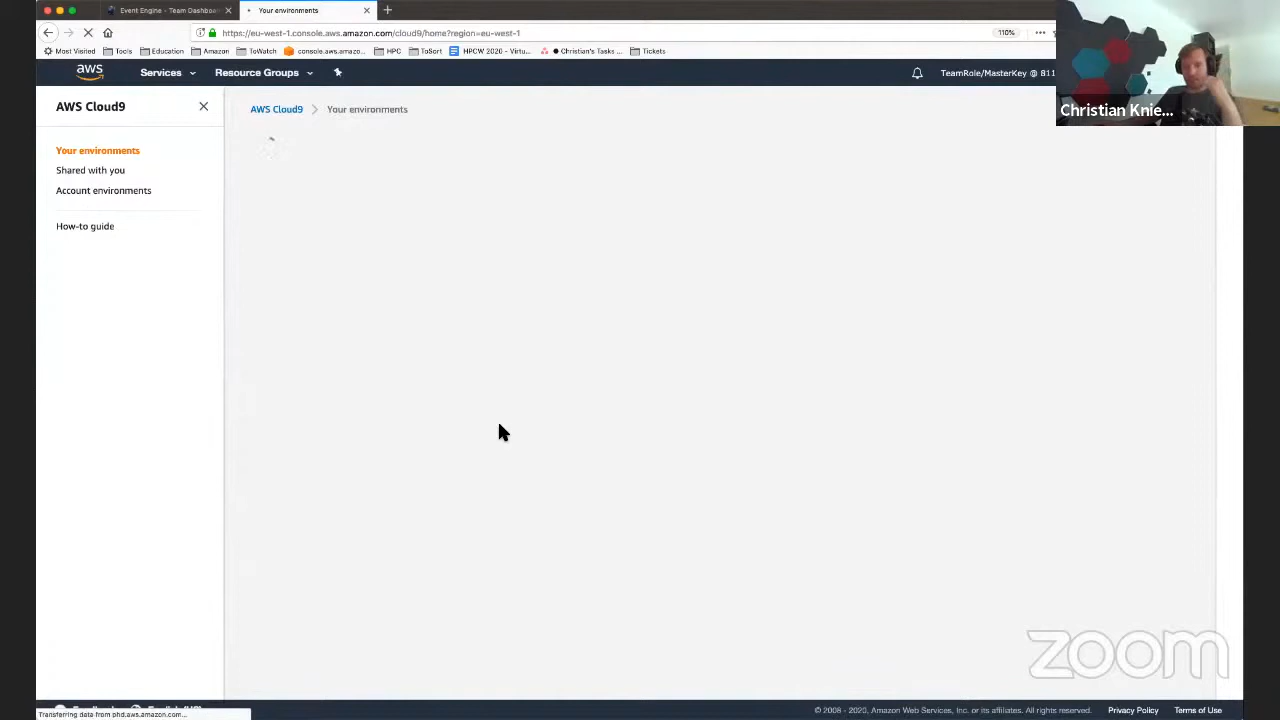 Event Engine - Team Dashboa
Your environments
https://eu-west-1.console.aws.amazon.com/cloud9/home?region=eu-west-1
110%
Most Visited
Tools
Education
Amazon
ToWatch
console.aws.amazo...
HPC
ToSort
HPCW 2020 - Virtu...
Christian's Tasks ...
Tickets
aws
Services
Resource Groups
TeamRole/MasterKey @ 811
Christian Knie...
AWS Cloud9
AWS Cloud9 > Your environments
Your environments
Shared with you
Account environments
How-to guide
zoom
Transferring data from phd.aws.amazon.com...
© 2008 - 2020, Amazon Web Services, Inc. or its affiliates. All rights reserved.
Privacy Policy
Terms of Use